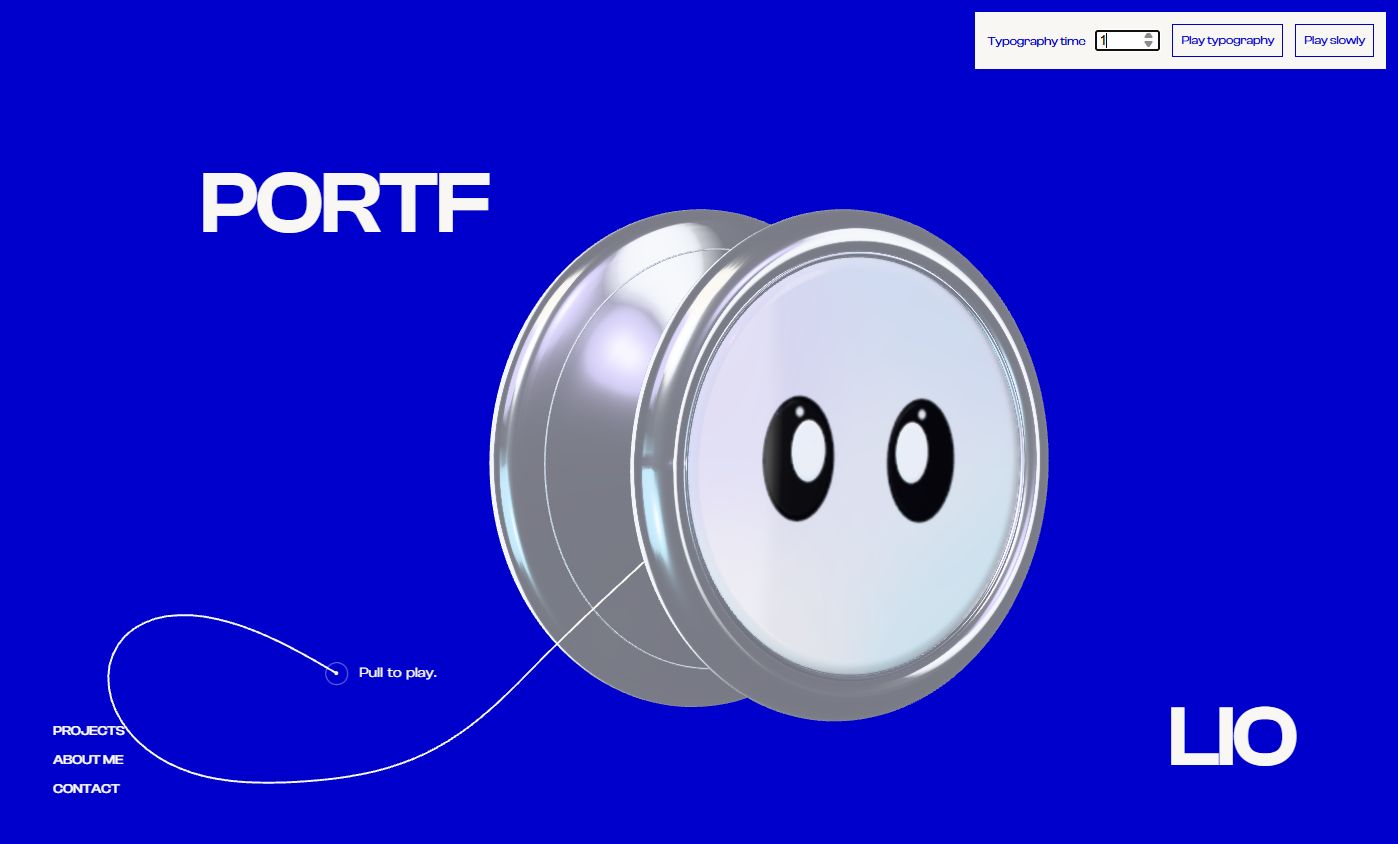 Typography time 1 Play typography Play slowly
PORTF
Pull to play.
PROJECTS
ABOUT ME
CONTACT
LIO